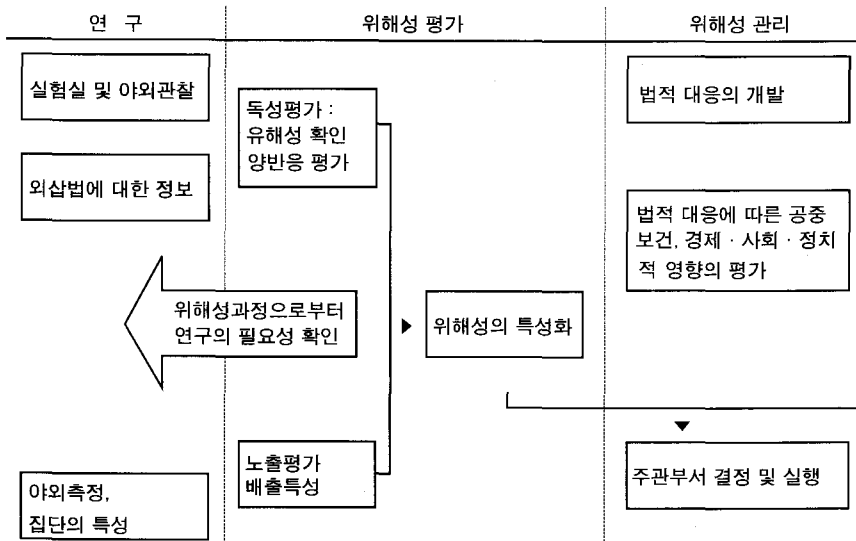 연 구
위해성 평가
위해성 관리
실험실 및 야외관찰
외삽법에 대한 정보
야외측정,
집단의 특성
독성평가 :
유해성 확인
양반응 평가
위해성과정으로부터
연구의 필요성 확인
노출평가
배출특성
위해성의 특성화
법적 대응의 개발
법적 대응에 따른 공중
보건, 경제 · 사회 · 정치
적 영향의 평가
주관부서 결정 및 실행